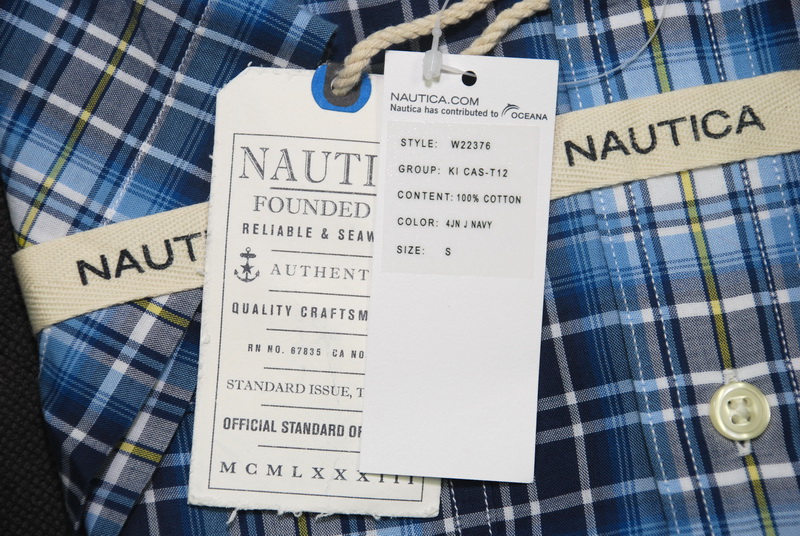 NAUTICA.COM
Nautica has contributed to OCEANA
STYLE: W22376
GROUP: KI CAS-T12
CONTENT: 100% COTTON
COLOR: 4JN J NAVY
SIZE: S
NAUTI
FOUNDED
RELIABLE & SEAW
AUTHENT
QUALITY CRAFTSM
RN NO. 67835 CA NO
STANDARD ISSUE, T
OFFICIAL STANDARD OF
MCMLXXXIII
NAUT
NAUTICA